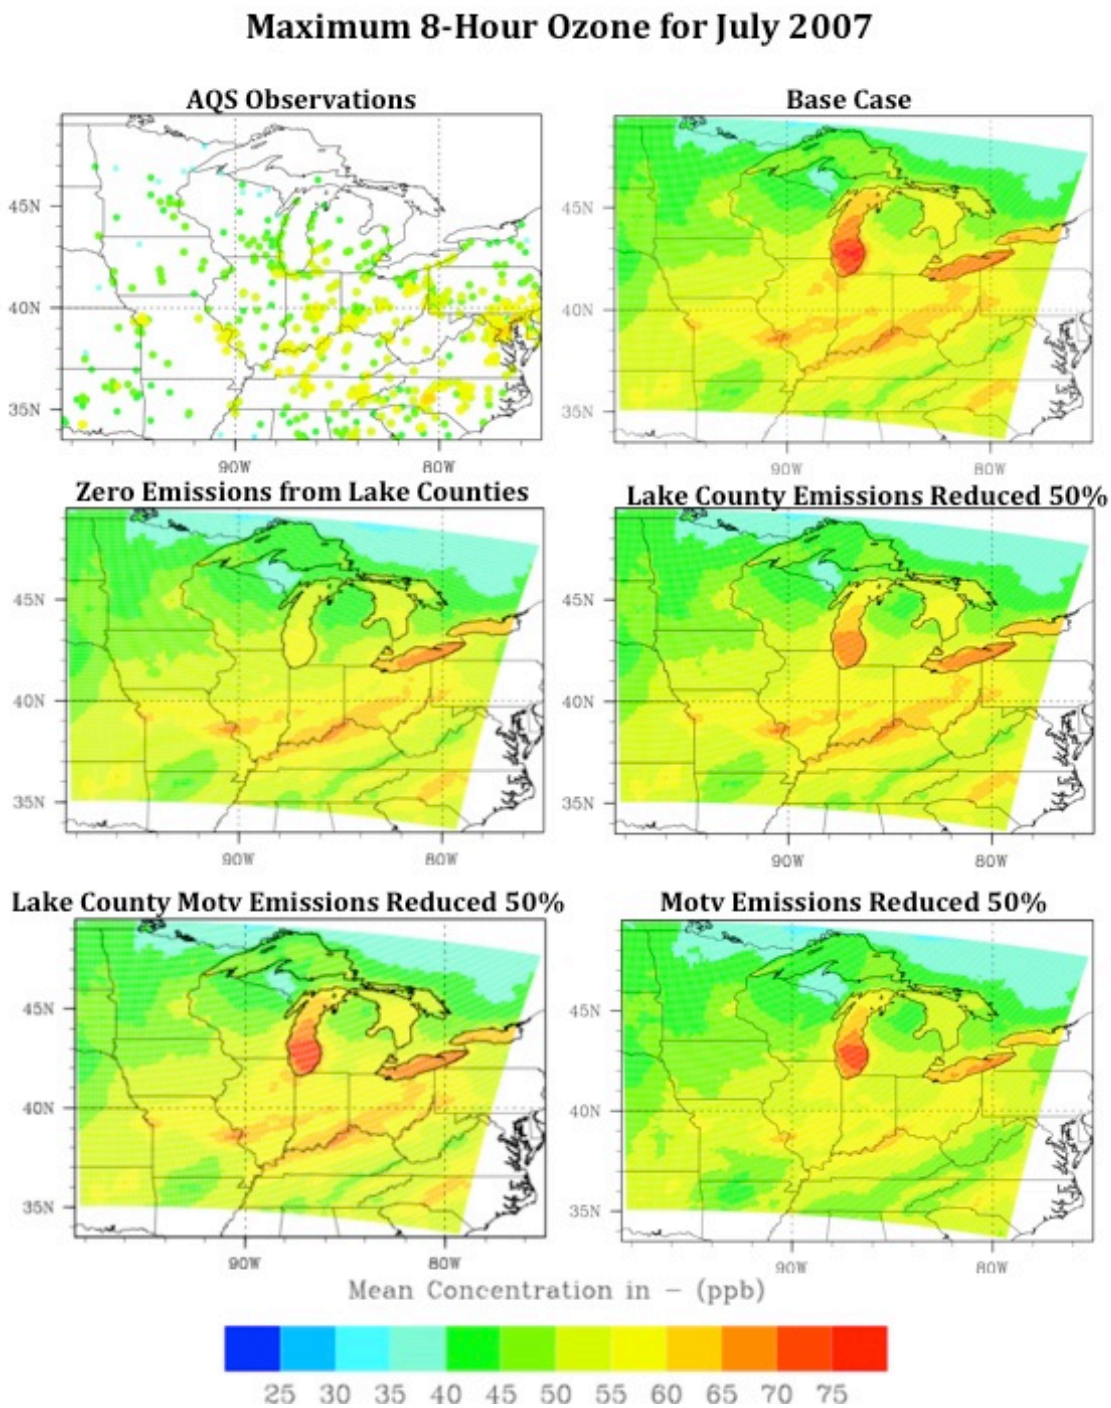 Maximum 8-Hour Ozone for July 2007
AQS Observations
Base Case
45N
40N
35N
90W 80W
45N
40N
35N
90W 80W
Zero Emissions from Lake Counties
Lake County Emissions Reduced 50%
45N
40N
35N
90W 80W
45N
40N
35N
90W 80W
Lake County Motv Emissions Reduced 50%
Motv Emissions Reduced 50%
45N
40N
35N
90W 80W
45N
40N
35N
90W 80W
Mean Concentration in – (ppb)
25 30 35 40 45 50 55 60 65 70 75